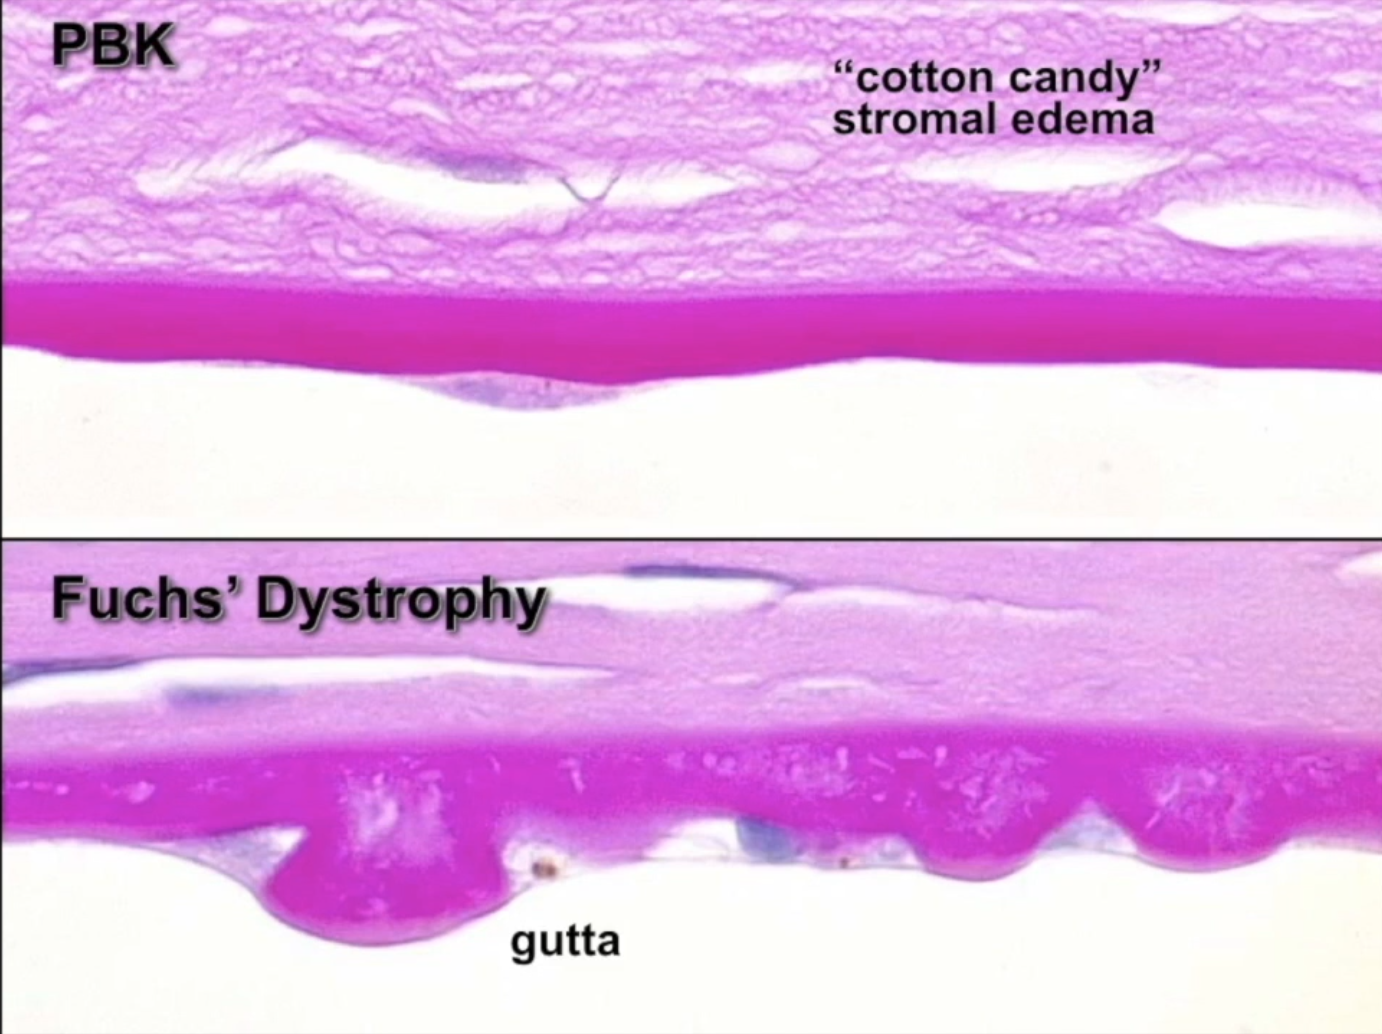 PBK
“cotton candy”
stromal edema
Fuchs’ Dystrophy
gutta